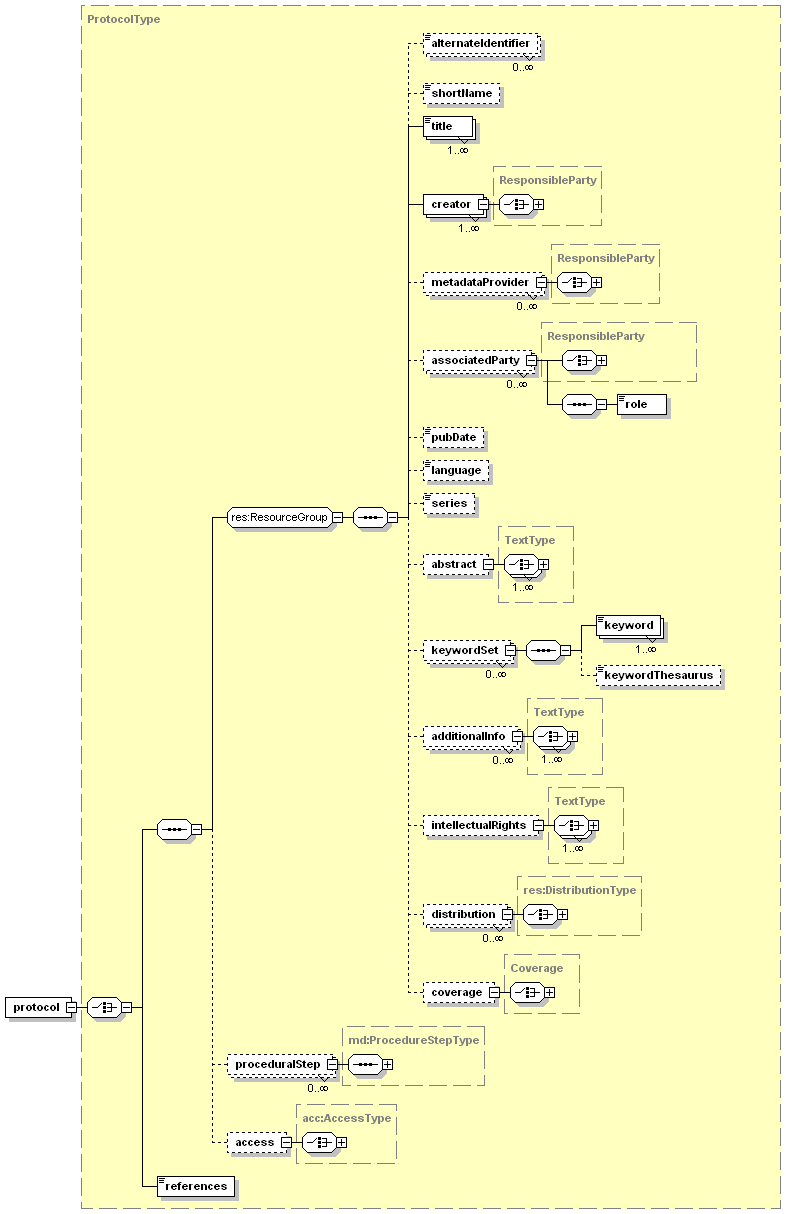 ProtocolType
alternateIdentifier
0..∞
shortName
title
1..∞
ResponsibleParty
creator
1..∞
ResponsibleParty
metadataProvider
0..∞
ResponsibleParty
associatedParty
0..∞
role
pubDate
language
series
res:ResourceGroup
TextType
abstract
1..∞
keyword
1..∞
keywordSet
0..∞
keywordThesaurus
TextType
additionalInfo
0..∞
1..∞
TextType
intellectualRights
1..∞
res:DistributionType
distribution
0..∞
Coverage
coverage
protocol
md:ProcedureStepType
proceduralStep
0..∞
acc:AccessType
access
references